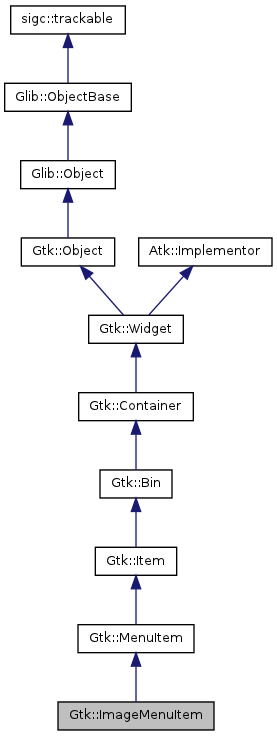 sigc::trackable
Glib::ObjectBase
Glib::Object
Gtk::Object
Atk::Implementor
Gtk::Widget
Gtk::Container
Gtk::Bin
Gtk::Item
Gtk::MenuItem
Gtk::ImageMenuItem